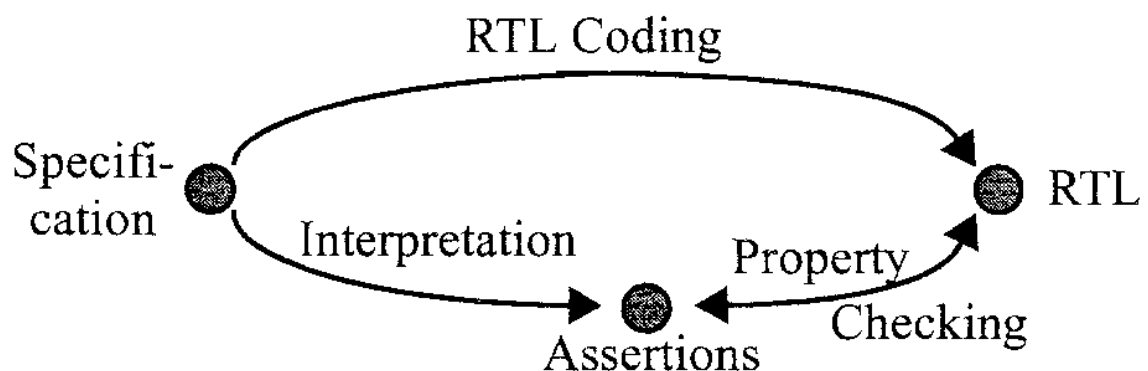 RTL Coding
Specifi-
cation
RTL
Interpretation
Property
Checking
Assertions